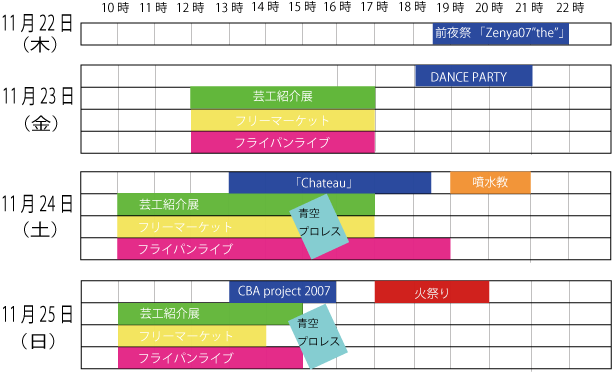 10時 11時 12時 13時 14時 15時 16時 17時 18時 19時 20時 21時 22時
11月22日
（木）
前夜祭 「Zenya07"the"」
11月23日
（金）
DANCE PARTY
芸工紹介展
フリーマーケット
フライパンライブ
11月24日
（土）
「Chateau」
噴水教
芸工紹介展
フリーマーケット
フライパンライブ
青空
プロレス
11月25日
（日）
CBA project 2007
火祭り
芸工紹介展
フリーマーケット
フライパンライブ
青空
プロレス